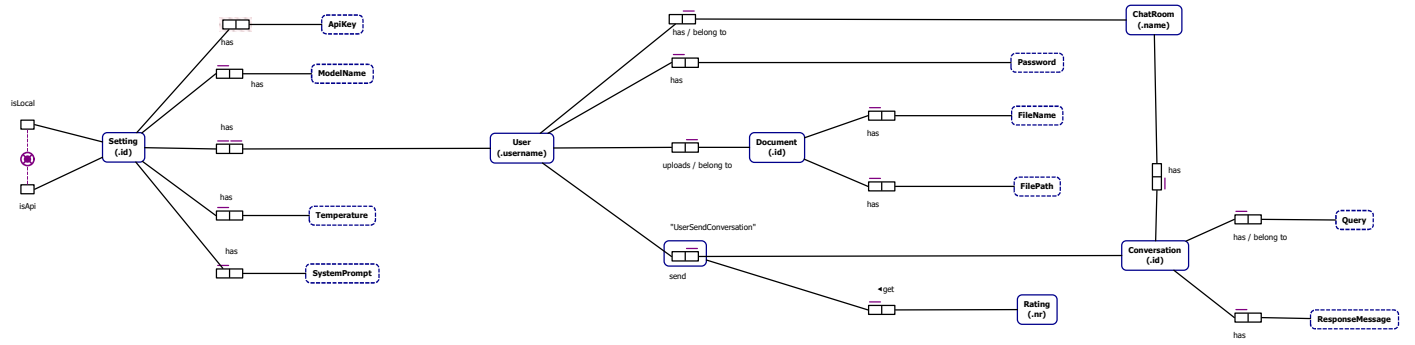 ApiKey
has
ModelName
has
isLocal
has
Setting
(.id)
isApi
has
Temperature
has
SystemPrompt
has / belong to
ChatRoom
(.name)
has
Password
User
(.username)
uploads / belong to
Document
(.id)
has
FileName
has
FilePath
"UserSendConversation"
send
◄get
Rating
(.nr)
has
Conversation
(.id)
has / belong to
Query
has
ResponseMessage